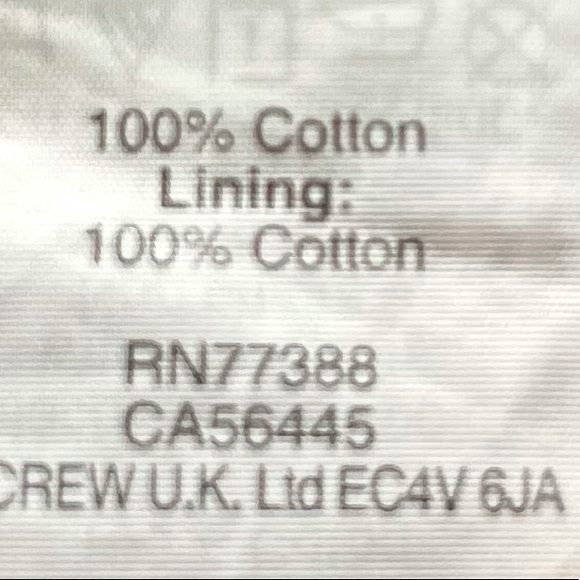 100% Cotton
Lining:
100% Cotton
RN77388
CA56445
CREW U.K. Ltd EC4V 6JA